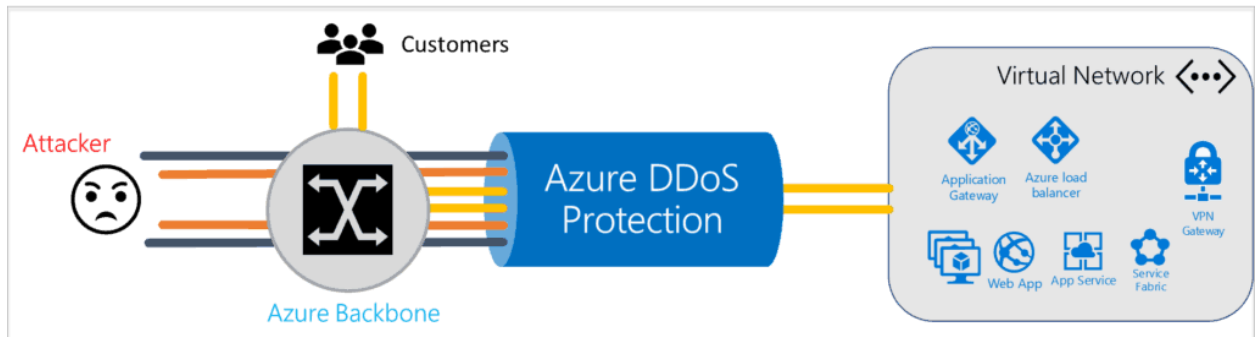 Customers
Attacker
Azure Backbone
Azure DDoS
Protection
Virtual Network
Application
Gateway
Azure load
balancer
VPN
Gateway
Web App
App Service
Service
Fabric